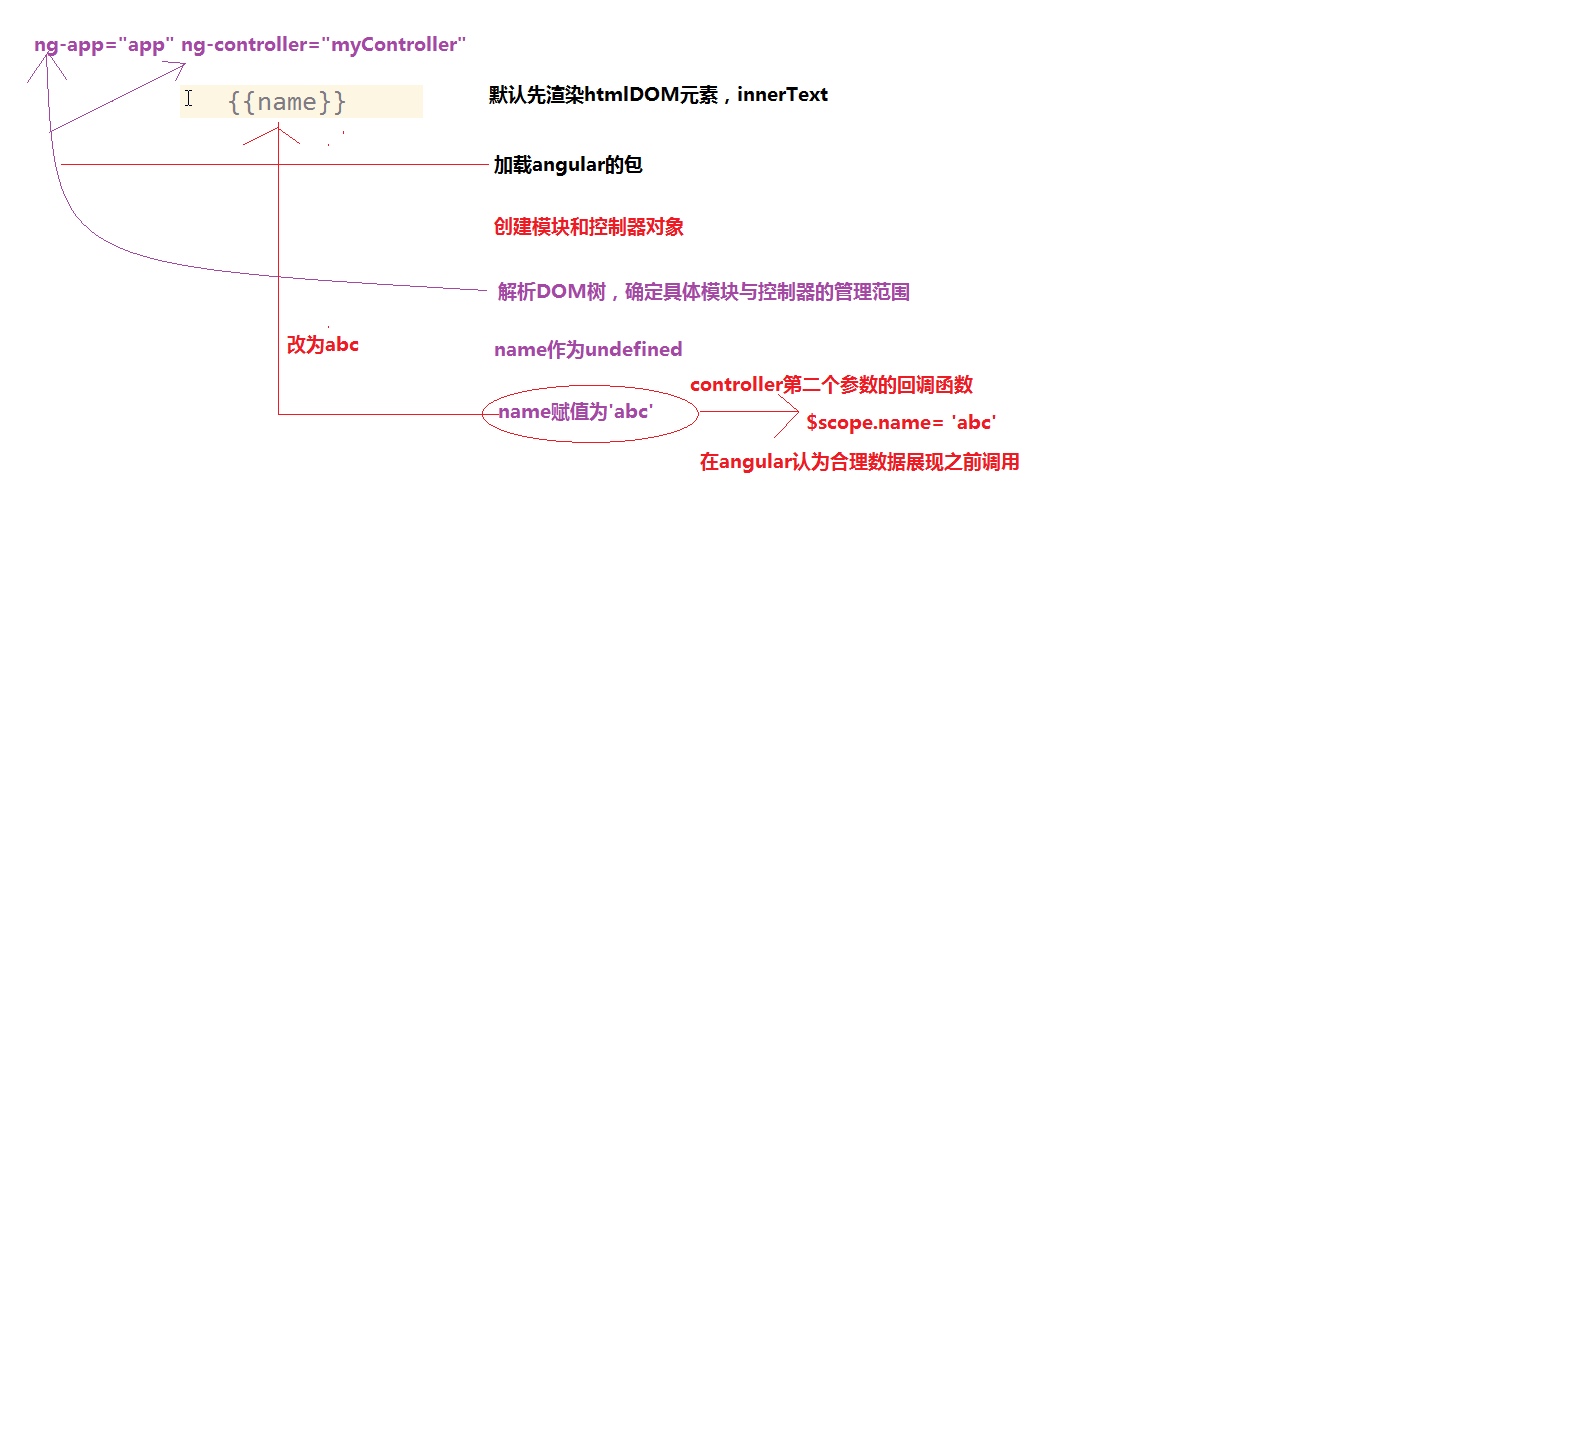 ng-app="app" ng-controller="myController"
{{name}}
默认先渲染htmlDOM元素，innerText
加载angular的包
创建模块和控制器对象
解析DOM树，确定具体模块与控制器的管理范围
改为abc
name作为undefined
controller第二个参数的回调函数
name赋值为'abc'
$scope.name= 'abc'
在angular认为合理数据展现之前调用